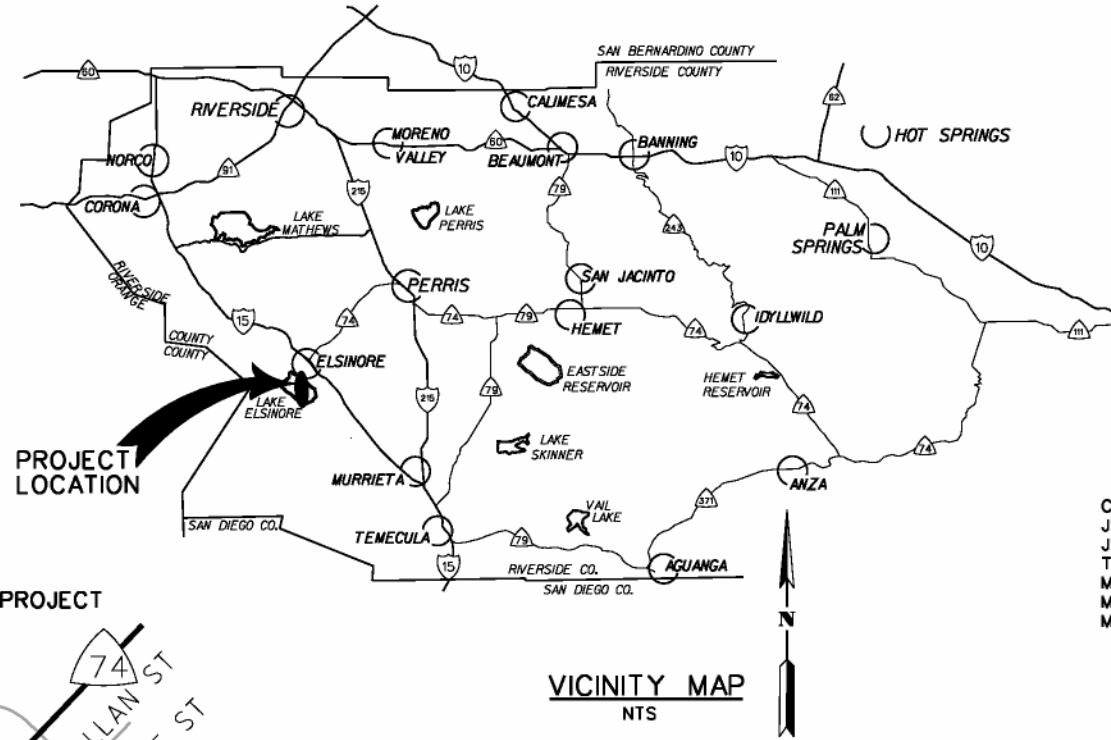 SAN BERNARDINO COUNTY
RIVERSIDE COUNTY
60
10
62
RIVERSIDE
CALIMESA
HOT SPRINGS
MORENO
VALLEY
60
BEAUMONT
BANNING
10
NORCO
91
CORONA
215
79
111
LAKE
MATHEWS
LAKE
PERRIS
243
PALM
SPRINGS
10
RIVERSIDE
ORANGE
PERRIS
SAN JACINTO
15
74
74
79
HEMET
74
IDYLLWILD
111
COUNTY
COUNTY
ELSINORE
EASTSIDE
RESERVOIR
HEMET
RESERVOIR
LAKE
ELSINORE
79
215
74
74
PROJECT
LOCATION
LAKE
SKINNER
MURRIETA
ANZA
371
VAIL
LAKE
SAN DIEGO CO.
TEMECULA
79
15
RIVERSIDE CO.
SAN DIEGO CO.
AGUANGA
C
J
J
T
M
M
M
PROJECT
74
LLAN ST
ST
N
VICINITY MAP
NTS